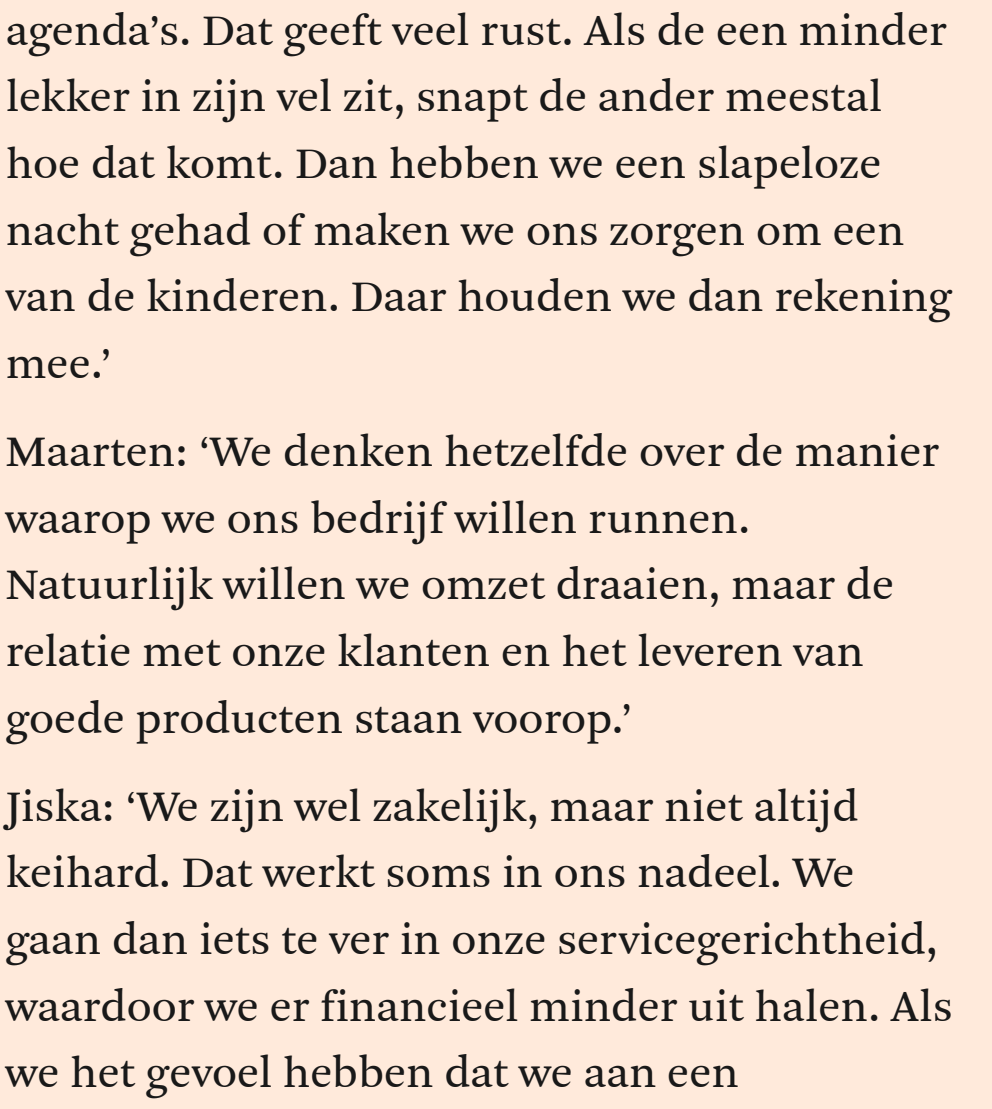 agenda’s. Dat geeft veel rust. Als de een minder
lekker in zijn vel zit, snapt de ander meestal
hoe dat komt. Dan hebben we een slapeloze
nacht gehad of maken we ons zorgen om een
van de kinderen. Daar houden we dan rekening
mee.’
Maarten: ‘We denken hetzelfde over de manier
waarop we ons bedrijf willen runnen.
Natuurlijk willen we omzet draaien, maar de
relatie met onze klanten en het leveren van
goede producten staan voorop.’
Jiska: ‘We zijn wel zakelijk, maar niet altijd
keihard. Dat werkt soms in ons nadeel. We
gaan dan iets te ver in onze servicegerichtheid,
waardoor we er financieel minder uit halen. Als
we het gevoel hebben dat we aan een